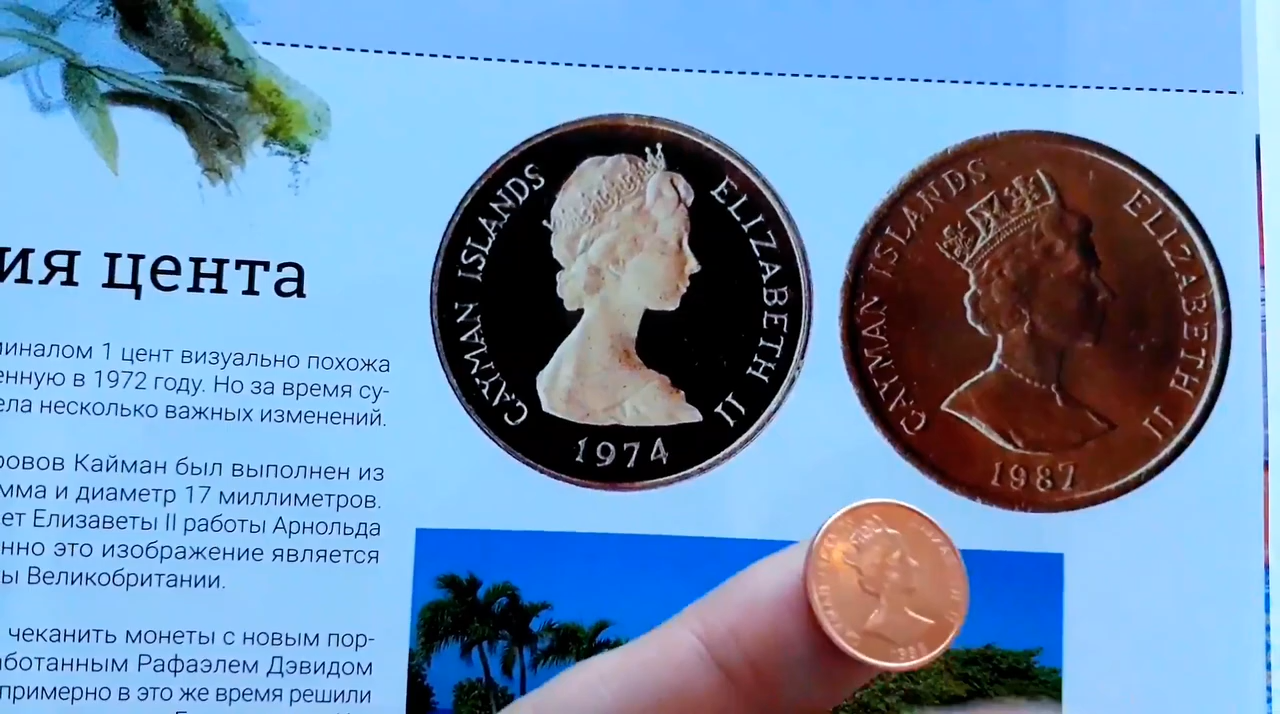 ия цента
миналом 1 цент визуально похожа
енную в 1972 году. Но за время су-
ела несколько важных изменений.
ровов Кайман был выполнен из
мма и диаметр 17 миллиметров.
ет Елизаветы II работы Арнольда
нно это изображение является
ы Великобритании.
чеканить монеты с новым пор-
аботанным Рафаэлем Дэвидом
примерно в это же время решили
CAYMAN ISLANDS
ELIZABETH II
1974
CAYMAN ISLANDS
ELIZABETH II
1987